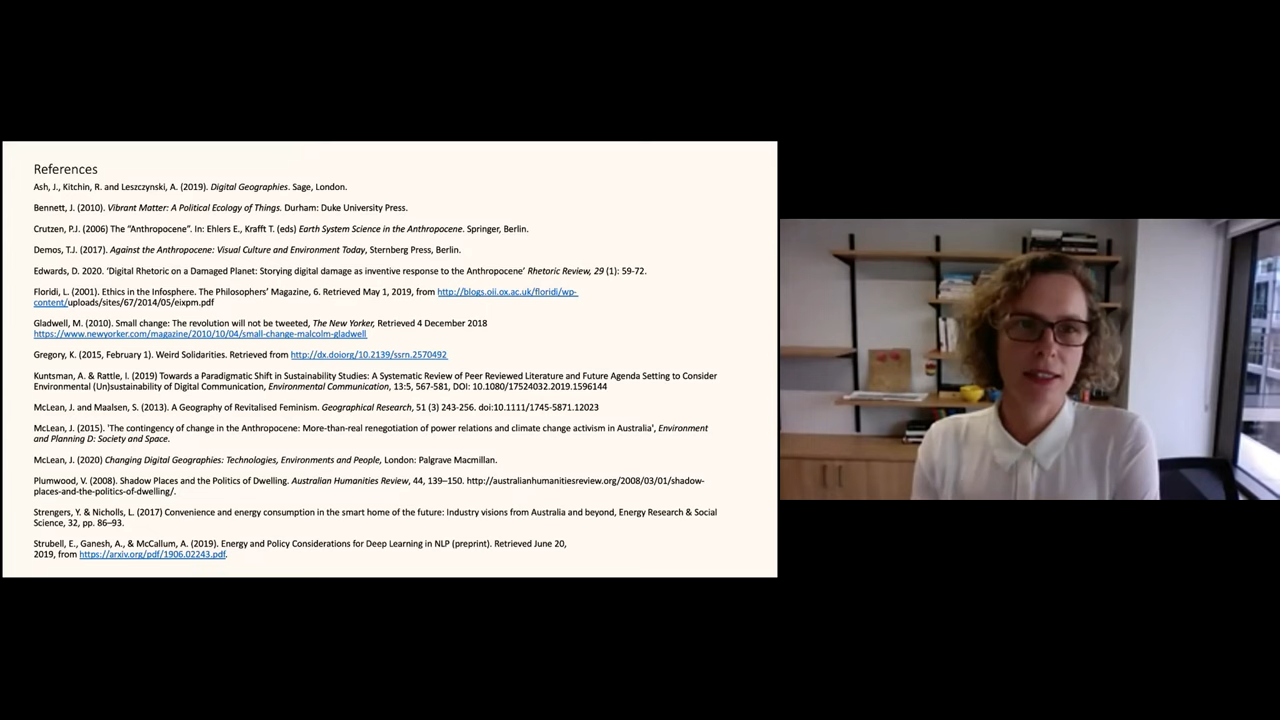 References
Ash, J., Kitchin, R. and Leszczynski, A. (2019). Digital Geographies. Sage, London.
Bennett, J. (2010). Vibrant Matter: A Political Ecology of Things. Durham: Duke University Press.
Crutzen, P.J. (2006) The “Anthropocene”. In: Ehlers E., Krafft T. (eds) Earth System Science in the Anthropocene. Springer, Berlin.
Demos, T.J. (2017). Against the Anthropocene: Visual Culture and Environment Today, Sternberg Press, Berlin.
Edwards, D. 2020. ‘Digital Rhetoric on a Damaged Planet: Storying digital damage as inventive response to the Anthropocene’ Rhetoric Review, 29 (1): 59-72.
Floridi, L. (2001). Ethics in the Infosphere. The Philosophers’ Magazine, 6. Retrieved May 1, 2019, from http://blogs.oii.ox.ac.uk/floridi/wp-
content/uploads/sites/67/2014/05/eixpm.pdf
Gladwell, M. (2010). Small change: The revolution will not be tweeted, The New Yorker, Retrieved 4 December 2018
https://www.newyorker.com/magazine/2010/10/04/small-change-malcolm-gladwell
Gregory, K. (2015, February 1). Weird Solidarities. Retrieved from http://dx.doiorg/10.2139/ssrn.2570492
Kuntsman, A. & Rattle, I. (2019) Towards a Paradigmatic Shift in Sustainability Studies: A Systematic Review of Peer Reviewed Literature and Future Agenda Setting to Consider
Environmental (Un)sustainability of Digital Communication, Environmental Communication, 13:5, 567-581, DOI: 10.1080/17524032.2019.1596144
McLean, J. and Maalsen, S. (2013). A Geography of Revitalised Feminism. Geographical Research, 51 (3) 243-256. doi:10.1111/1745-5871.12023
McLean, J. (2015). 'The contingency of change in the Anthropocene: More-than-real renegotiation of power relations and climate change activism in Australia', Environment
and Planning D: Society and Space.
McLean, J. (2020) Changing Digital Geographies: Technologies, Environments and People, London: Palgrave Macmillan.
Plumwood, V. (2008). Shadow Places and the Politics of Dwelling. Australian Humanities Review, 44, 139–150. http://australianhumanitiesreview.org/2008/03/01/shadow-
places-and-the-politics-of-dwelling/.
Strengers, Y. & Nicholls, L. (2017) Convenience and energy consumption in the smart home of the future: Industry visions from Australia and beyond, Energy Research & Social
Science, 32, pp. 86–93.
Strubell, E., Ganesh, A., & McCallum, A. (2019). Energy and Policy Considerations for Deep Learning in NLP (preprint). Retrieved June 20,
2019, from https://arxiv.org/pdf/1906.02243.pdf.